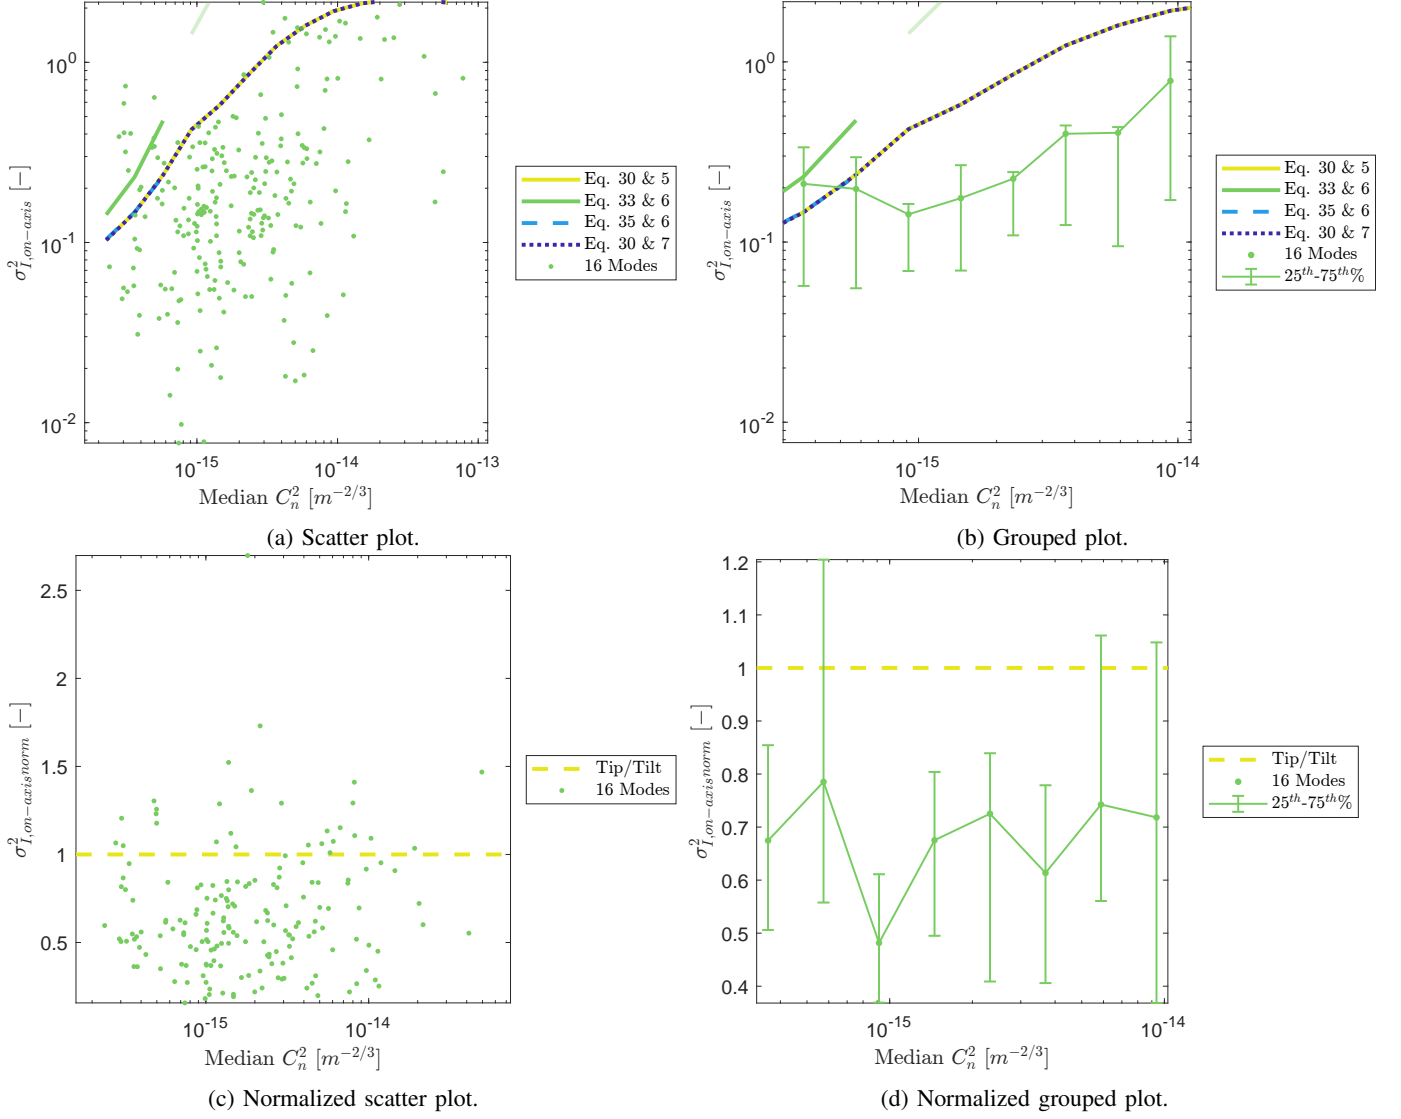 10^0
10^-1
10^-2
σ^2_{I,on-axis} [-]
10^-15
10^-14
10^-13
Median C_n^2 [m^{-2/3}]
Eq. 30 & 5
Eq. 33 & 6
Eq. 35 & 6
Eq. 30 & 7
16 Modes
(a) Scatter plot.
10^0
10^-1
10^-2
σ^2_{I,on-axis} [-]
10^-15
10^-14
Median C_n^2 [m^{-2/3}]
Eq. 30 & 5
Eq. 33 & 6
Eq. 35 & 6
Eq. 30 & 7
16 Modes
25^{th}-75^{th}%
(b) Grouped plot.
2.5
2
1.5
1
0.5
σ^2_{I,on-axis^{norm}} [-]
10^-15
10^-14
Median C_n^2 [m^{-2/3}]
Tip/Tilt
16 Modes
(c) Normalized scatter plot.
1.2
1.1
1
0.9
0.8
0.7
0.6
0.5
0.4
σ^2_{I,on-axis^{norm}} [-]
10^-15
10^-14
Median C_n^2 [m^{-2/3}]
Tip/Tilt
16 Modes
25^{th}-75^{th}%
(d) Normalized grouped plot.